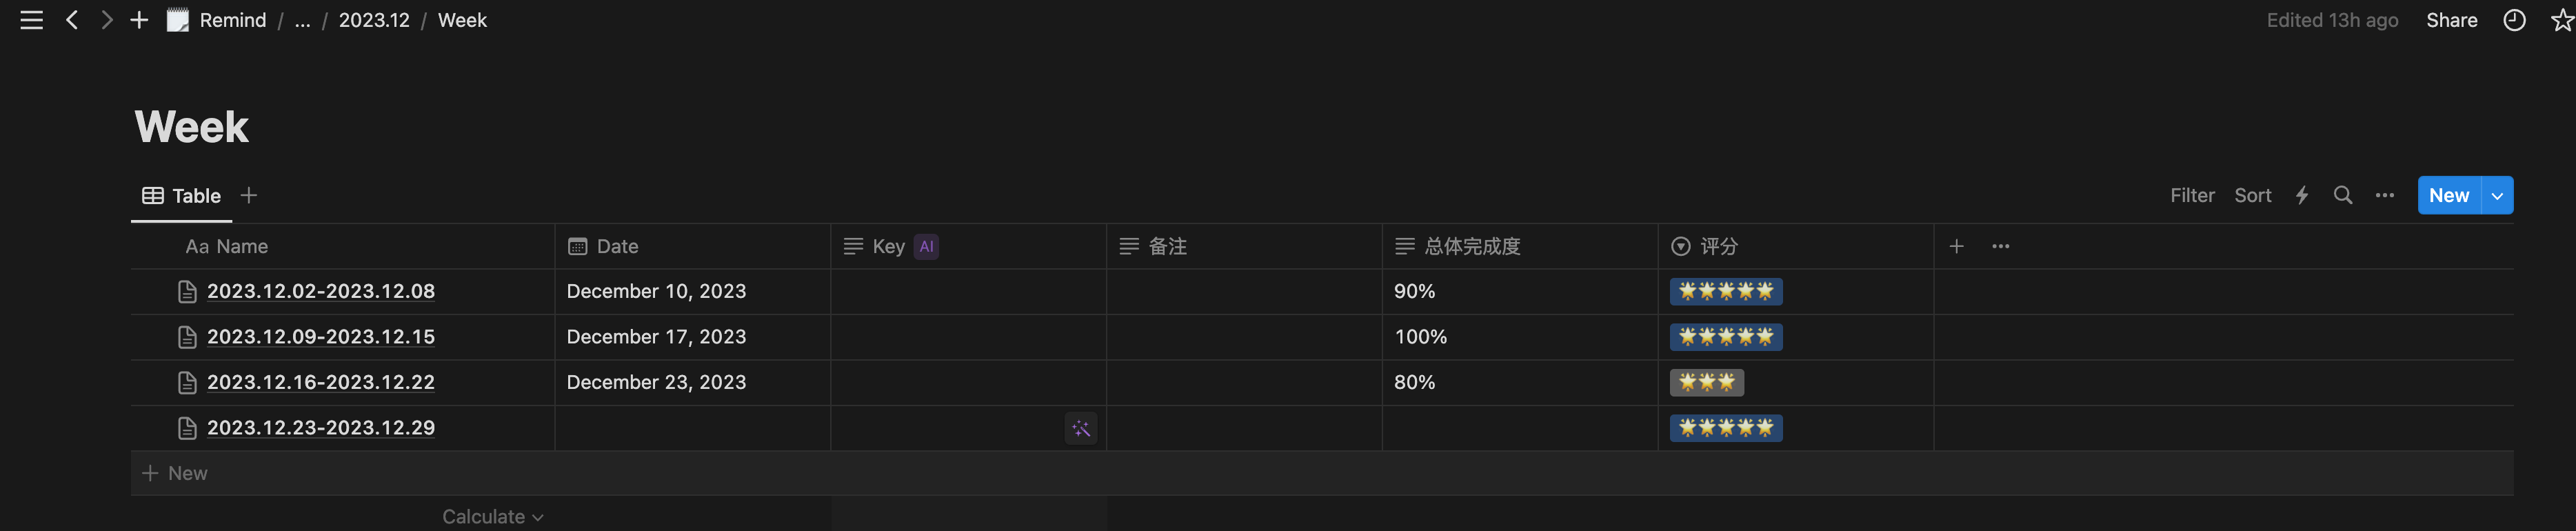 Remind / ... / 2023.12 / Week
Edited 13h ago Share
Week
Table
Filter Sort New
Aa Name Date Key AI 备注 总体完成度 评分
2023.12.02-2023.12.08 December 10, 2023 90% 🌟🌟🌟🌟🌟
2023.12.09-2023.12.15 December 17, 2023 100% 🌟🌟🌟🌟🌟
2023.12.16-2023.12.22 December 23, 2023 80% 🌟🌟🌟
2023.12.23-2023.12.29 🌟🌟🌟🌟🌟
+ New
Calculate